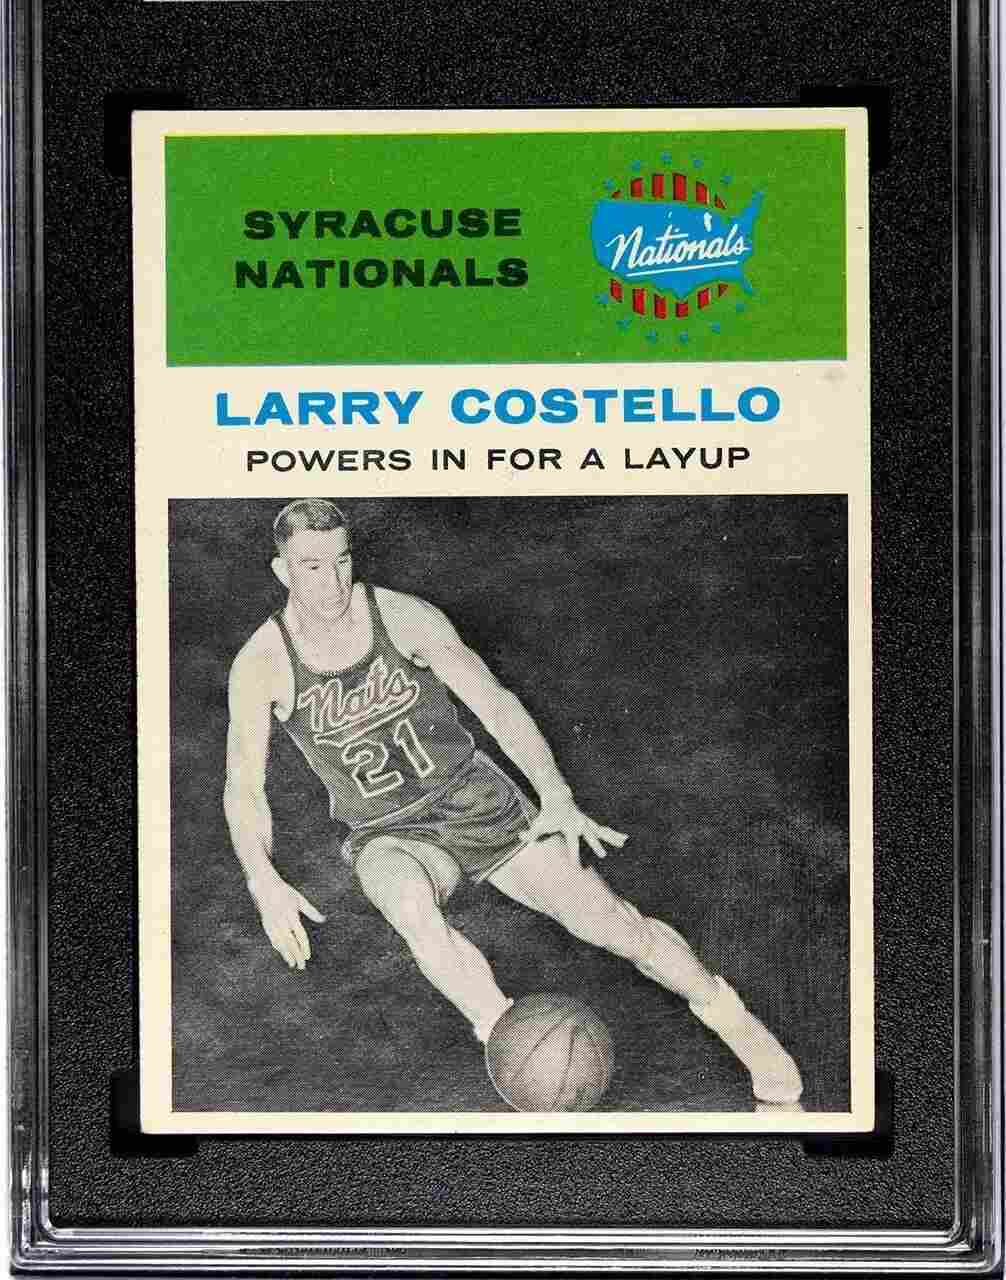 SYRACUSE
NATIONALS
Nationals
LARRY COSTELLO
POWERS IN FOR A LAYUP
Nats
21